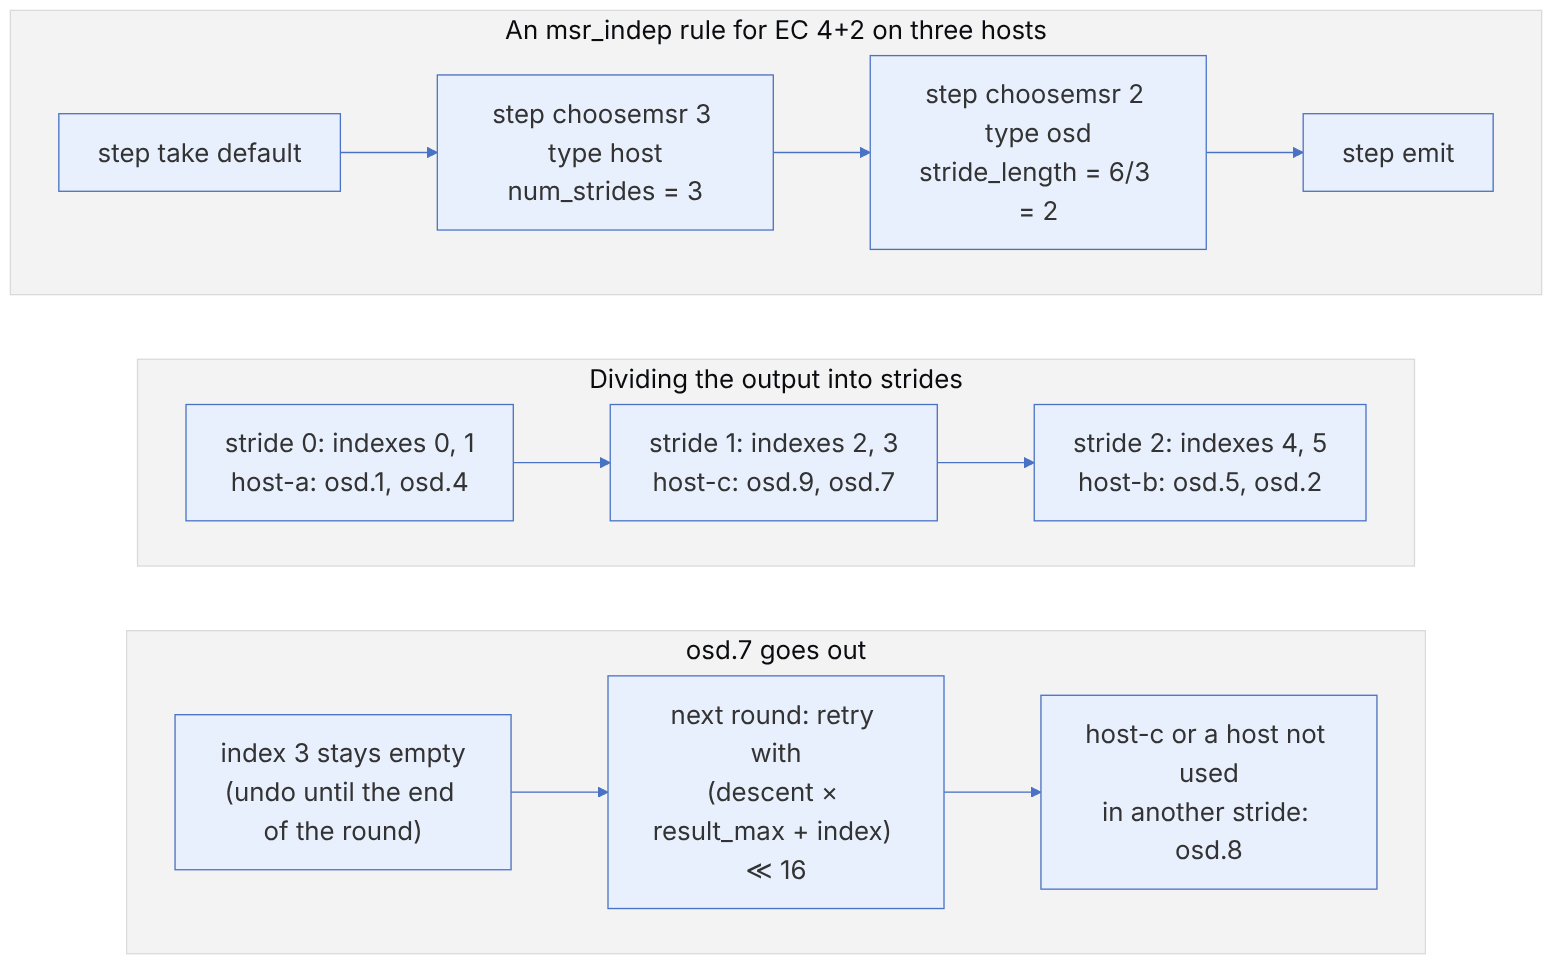 An msr_indep rule for EC 4+2 on three hosts
step take default
step choosemsr 3
type host
num_strides = 3
step choosemsr 2
type osd
stride_length = 6/3
= 2
step emit
Dividing the output into strides
stride 0: indexes 0, 1
host-a: osd.1, osd.4
stride 1: indexes 2, 3
host-c: osd.9, osd.7
stride 2: indexes 4, 5
host-b: osd.5, osd.2
osd.7 goes out
index 3 stays empty
(undo until the end
of the round)
next round: retry
with
(descent ×
result_max + index)
≪ 16
host-c or a host not
used
in another stride:
osd.8